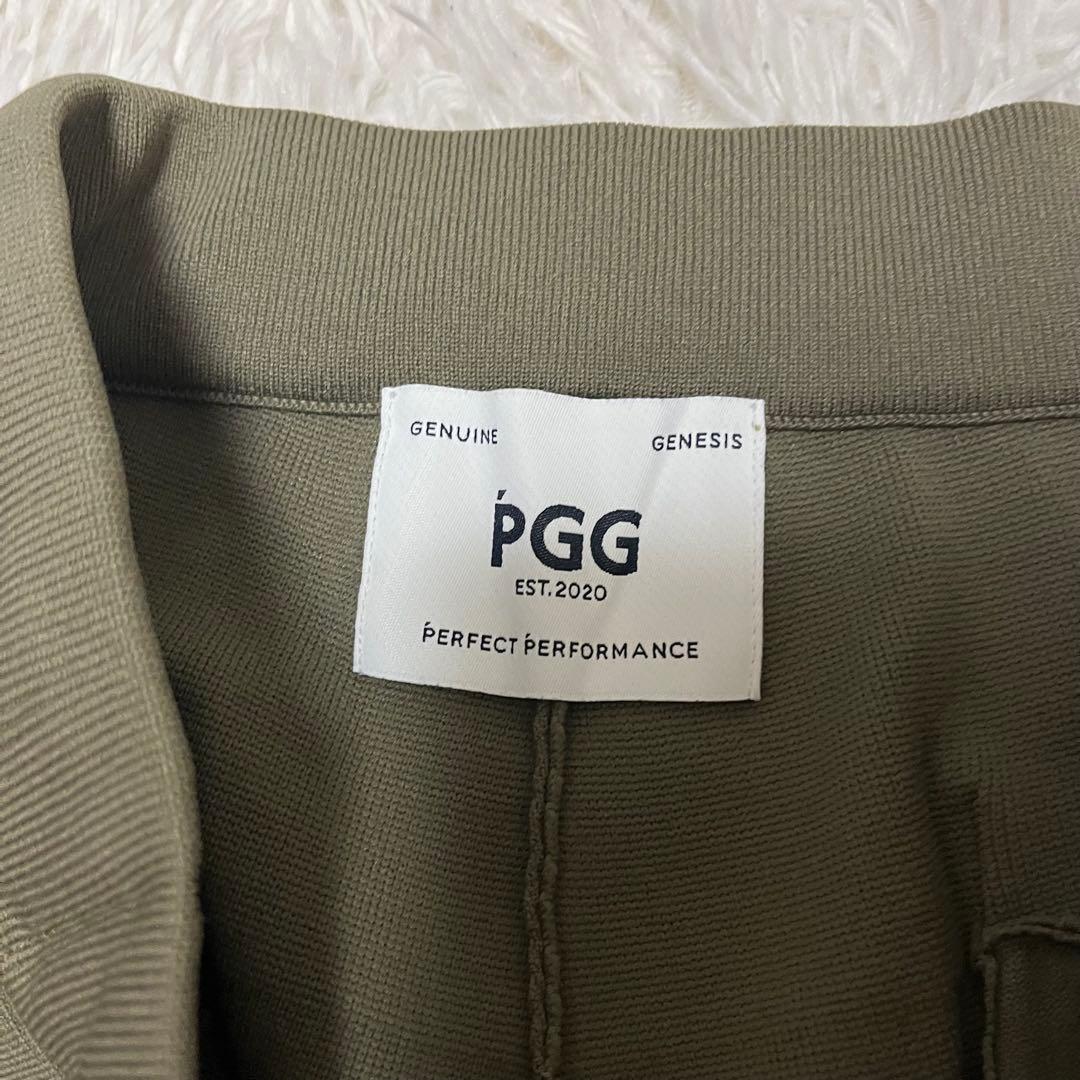 GENUINE GENESIS
ṔGG
EST.2020
ṔERFECT ṔERFORMANCE